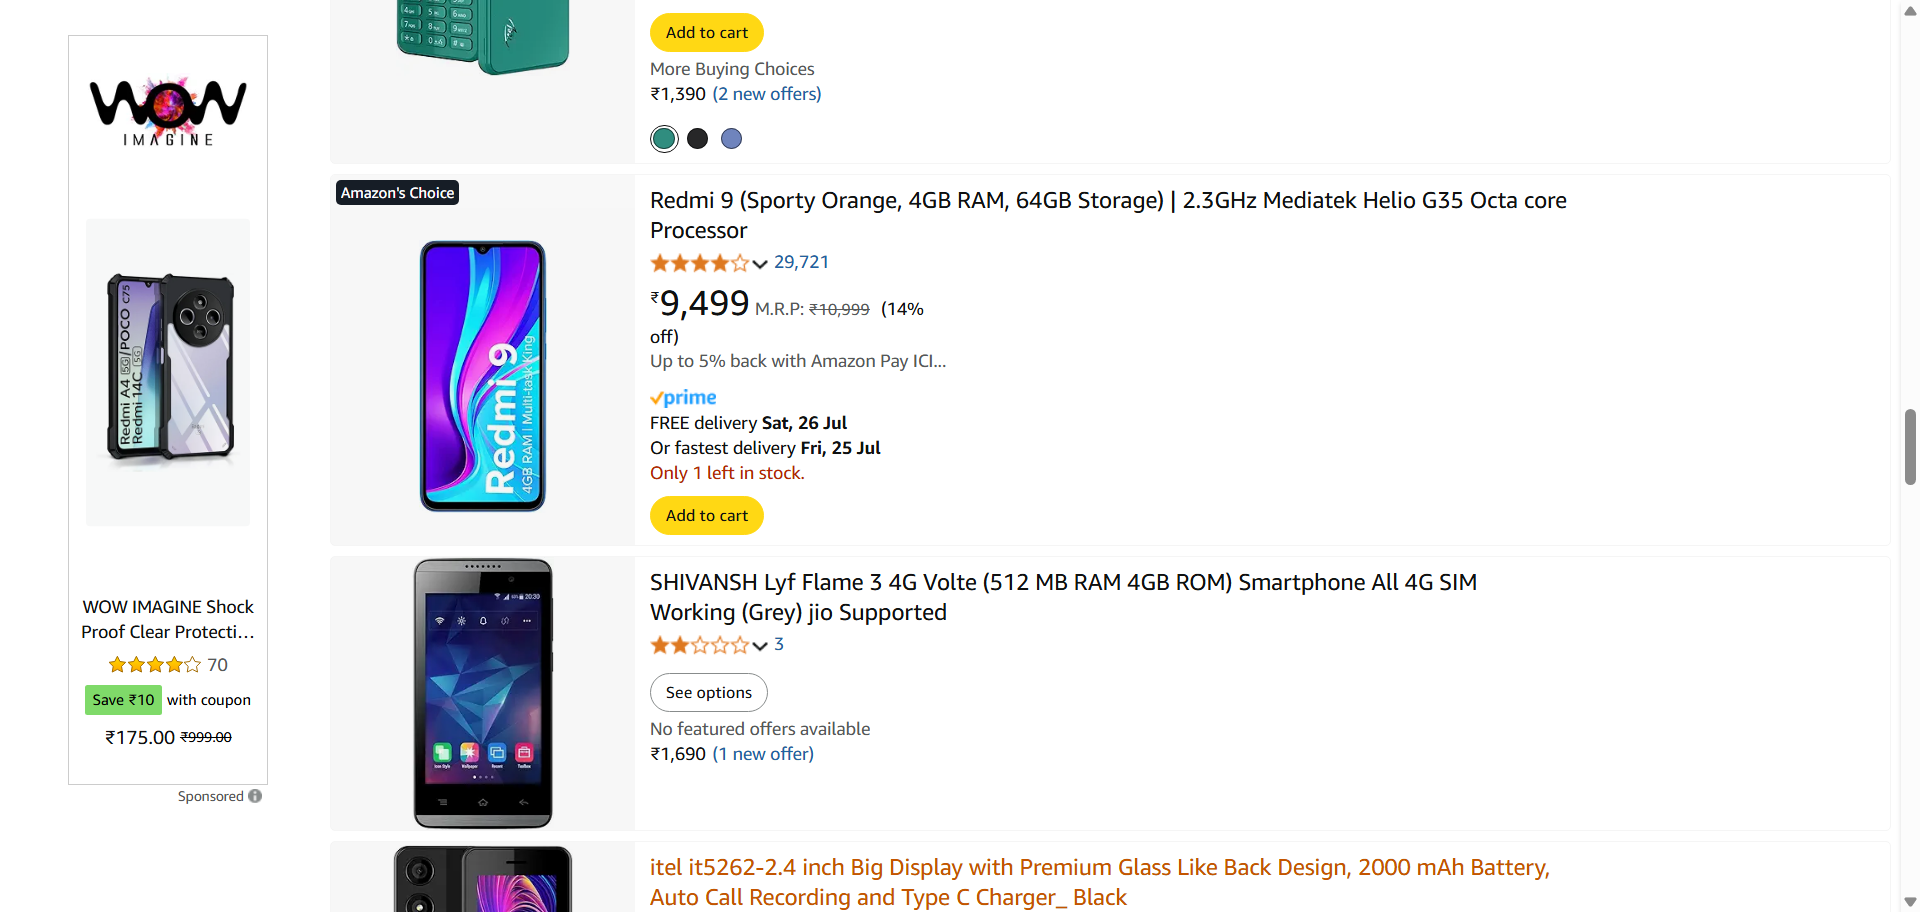 WOW
IMAGINE
Redmi A4 5G/POCO C75
Redmi 14C (5G)
WOW IMAGINE Shock
Proof Clear Protecti...
70
Save ₹10 with coupon
₹175.00 ₹999.00
Sponsored
Add to cart
More Buying Choices
₹1,390 (2 new offers)
Amazon's Choice
Redmi 9
4GB RAM | Multi-task King
Redmi 9 (Sporty Orange, 4GB RAM, 64GB Storage) | 2.3GHz Mediatek Helio G35 Octa core
Processor
29,721
₹9,499 M.R.P: ₹10,999 (14%
off)
Up to 5% back with Amazon Pay ICI...
prime
FREE delivery Sat, 26 Jul
Or fastest delivery Fri, 25 Jul
Only 1 left in stock.
Add to cart
20:30
SHIVANSH Lyf Flame 3 4G Volte (512 MB RAM 4GB ROM) Smartphone All 4G SIM
Working (Grey) jio Supported
3
See options
No featured offers available
₹1,690 (1 new offer)
itel it5262-2.4 inch Big Display with Premium Glass Like Back Design, 2000 mAh Battery,
Auto Call Recording and Type C Charger_ Black